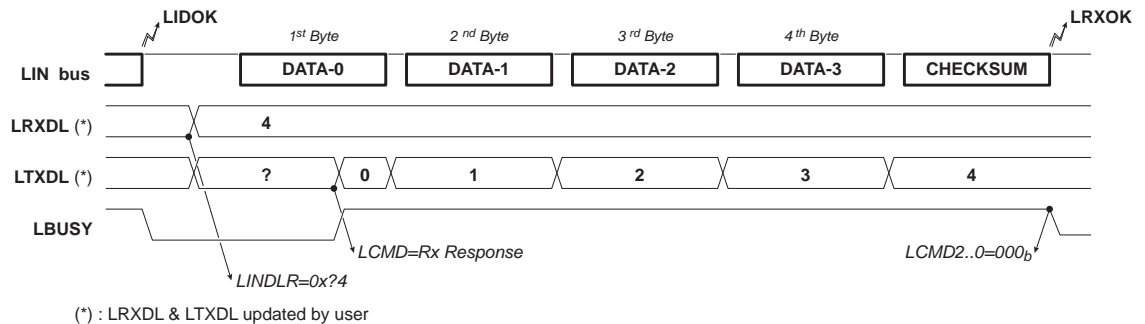 LIDOK
LRXOK
1st Byte
2 nd Byte
3 rd Byte
4 th Byte
LIN bus
DATA-0
DATA-1
DATA-2
DATA-3
CHECKSUM
LRXDL (*)
4
LTXDL (*)
?
0
1
2
3
4
LBUSY
LCMD=Rx Response
LCMD2..0=000b
LINDLR=0x?4
(*) : LRXDL & LTXDL updated by user